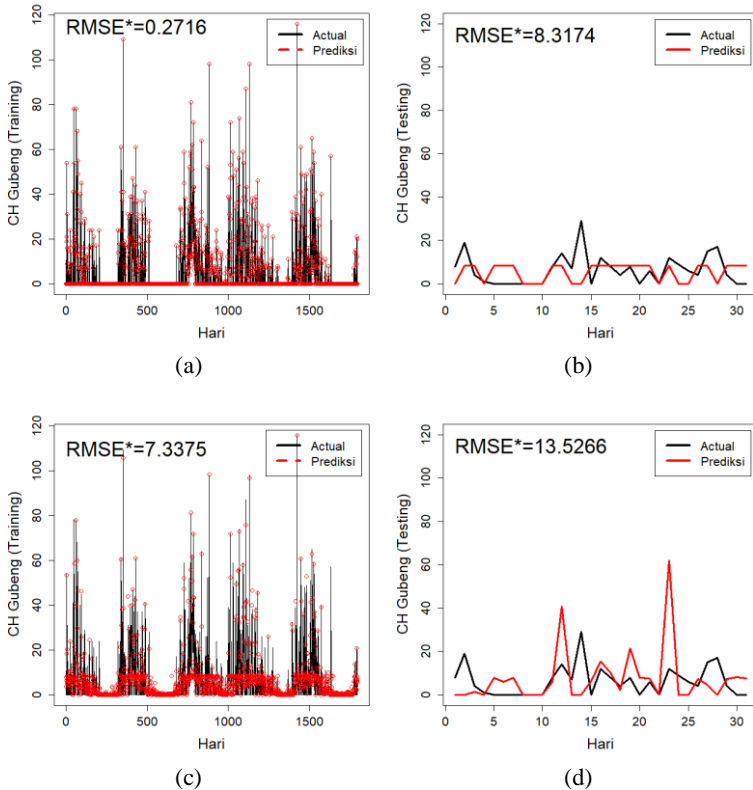 RMSE*=0.2716
Actual
Prediksi
CH Gubeng (Training)
0 20 40 60 80 100 120
0 500 1000 1500
Hari
(a)
RMSE*=8.3174
Actual
Prediksi
CH Gubeng (Testing)
0 20 40 60 80 100 120
0 5 10 15 20 25 30
Hari
(b)
RMSE*=7.3375
Actual
Prediksi
CH Gubeng (Training)
0 20 40 60 80 100 120
0 500 1000 1500
Hari
(c)
RMSE*=13.5266
Actual
Prediksi
CH Gubeng (Testing)
0 20 40 60 80 100 120
0 5 10 15 20 25 30
Hari
(d)